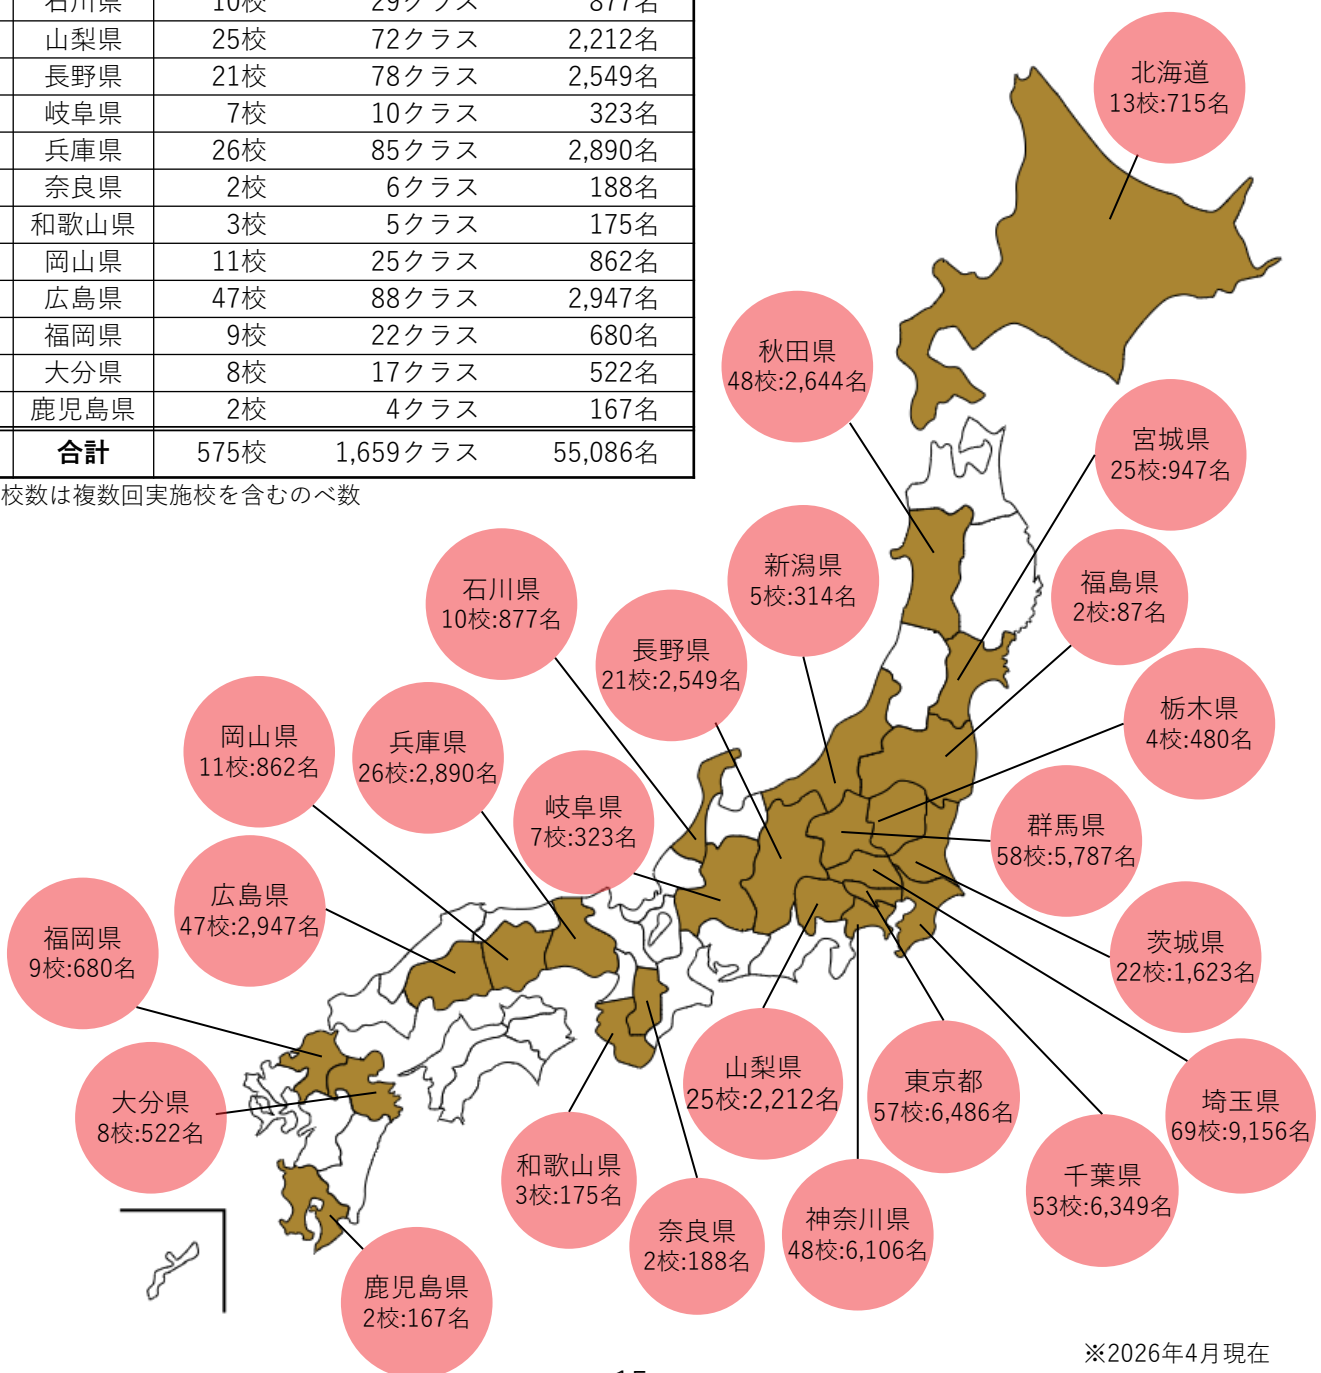 石川県 10校 29クラス 877名
山梨県 25校 72クラス 2,212名
長野県 21校 78クラス 2,549名
岐阜県 7校 10クラス 323名
兵庫県 26校 85クラス 2,890名
奈良県 2校 6クラス 188名
和歌山県 3校 5クラス 175名
岡山県 11校 25クラス 862名
広島県 47校 88クラス 2,947名
福岡県 9校 22クラス 680名
大分県 8校 17クラス 522名
鹿児島県 2校 4クラス 167名
合計 575校 1,659クラス 55,086名
校数は複数回実施校を含むのべ数
北海道
13校:715名
秋田県
48校:2,644名
宮城県
25校:947名
新潟県
5校:314名
福島県
2校:87名
石川県
10校:877名
長野県
21校:2,549名
栃木県
4校:480名
岡山県
11校:862名
兵庫県
26校:2,890名
岐阜県
7校:323名
群馬県
58校:5,787名
広島県
47校:2,947名
福岡県
9校:680名
茨城県
22校:1,623名
山梨県
25校:2,212名
東京都
57校:6,486名
埼玉県
69校:9,156名
大分県
8校:522名
和歌山県
3校:175名
千葉県
53校:6,349名
奈良県
2校:188名
神奈川県
48校:6,106名
鹿児島県
2校:167名
※2026年4月現在